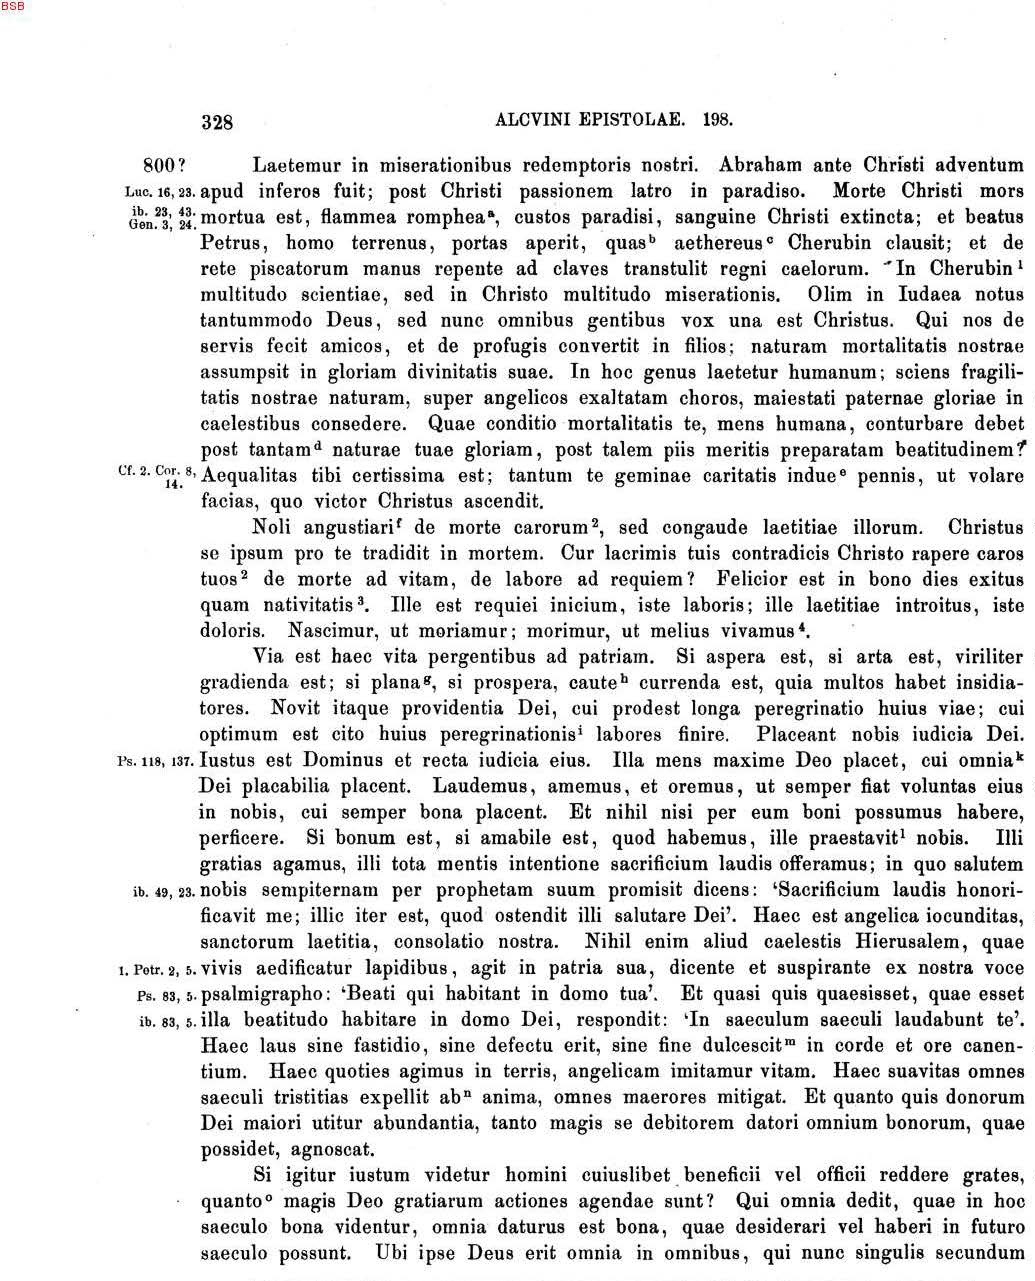 BSB
328 ALCVINI EPISTOLAE. 198.
800? Laetemur in miserationibus redemptoris nostri. Abraham ante Christi adventum
Luc. 16, 23. apud inferos fuit; post Christi passionem latro in paradiso. Morte Christi mors
ib. 23, 43. Gen. 3, 24. mortua est, flammea romphea ᵃ, custos paradisi, sanguine Christi extincta; et beatus
Petrus, homo terrenus, portas aperit, quas ᵇ aethereus ᶜ Cherubin clausit; et de
rete piscatorum manus repente ad claves transtulit regni caelorum. In Cherubin ¹
multitudo scientiae, sed in Christo multitudo miserationis. Olim in Iudaea notus
tantummodo Deus, sed nunc omnibus gentibus vox una est Christus. Qui nos de
servis fecit amicos, et de profugis convertit in filios; naturam mortalitatis nostrae
assumpsit in gloriam divinitatis suae. In hoc genus laetetur humanum; sciens fragili-
tatis nostrae naturam, super angelicos exaltatam choros, maiestati paternae gloriae in
caelestibus consedere. Quae conditio mortalitatis te, mens humana, conturbare debet
post tantam ᵈ naturae tuae gloriam, post talem piis meritis preparatam beatitudinem?
Cf. 2. Cor. 8, 14. Aequalitas tibi certissima est; tantum te geminae caritatis indue ᵉ pennis, ut volare
facias, quo victor Christus ascendit.
Noli angustiari ᶠ de morte carorum ², sed congaude laetitiae illorum. Christus
se ipsum pro te tradidit in mortem. Cur lacrimis tuis contradicis Christo rapere caros
tuos ² de morte ad vitam, de labore ad requiem? Felicior est in bono dies exitus
quam nativitatis ³. Ille est requiei inicium, iste laboris; ille laetitiae introitus, iste
doloris. Nascimur, ut moriamur; morimur, ut melius vivamus ⁴.
Via est haec vita pergentibus ad patriam. Si aspera est, si arta est, viriliter
gradienda est; si plana ᵍ, si prospera, caute ʰ currenda est, quia multos habet insidia-
tores. Novit itaque providentia Dei, cui prodest longa peregrinatio huius viae; cui
optimum est cito huius peregrinationis ⁱ labores finire. Placeant nobis iudicia Dei.
Ps. 118, 137. Iustus est Dominus et recta iudicia eius. Illa mens maxime Deo placet, cui omnia ᵏ
Dei placabilia placent. Laudemus, amemus, et oremus, ut semper fiat voluntas eius
in nobis, cui semper bona placent. Et nihil nisi per eum boni possumus habere,
perficere. Si bonum est, si amabile est, quod habemus, ille praestavit ˡ nobis. Illi
gratias agamus, illi tota mentis intentione sacrificium laudis offeramus; in quo salutem
ib. 49, 23. nobis sempiternam per prophetam suum promisit dicens: ‘Sacrificium laudis honori-
ficavit me; illic iter est, quod ostendit illi salutare Dei’. Haec est angelica iocunditas,
sanctorum laetitia, consolatio nostra. Nihil enim aliud caelestis Hierusalem, quae
1. Petr. 2, 5. vivis aedificatur lapidibus, agit in patria sua, dicente et suspirante ex nostra voce
Ps. 83, 5. psalmigrapho: ‘Beati qui habitant in domo tua’. Et quasi quis quaesisset, quae esset
ib. 83, 5. illa beatitudo habitare in domo Dei, respondit: ‘In saeculum saeculi laudabunt te’.
Haec laus sine fastidio, sine defectu erit, sine fine dulcescit ᵐ in corde et ore canen-
tium. Haec quoties agimus in terris, angelicam imitamur vitam. Haec suavitas omnes
saeculi tristitias expellit ab ⁿ anima, omnes maerores mitigat. Et quanto quis donorum
Dei maiori utitur abundantia, tanto magis se debitorem datori omnium bonorum, quae
possidet, agnoscat.
Si igitur iustum videtur homini cuiuslibet beneficii vel officii reddere grates,
quanto ᵒ magis Deo gratiarum actiones agendae sunt? Qui omnia dedit, quae in hoc
saeculo bona videntur, omnia daturus est bona, quae desiderari vel haberi in futuro
saeculo possunt. Ubi ipse Deus erit omnia in omnibus, qui nunc singulis secundum